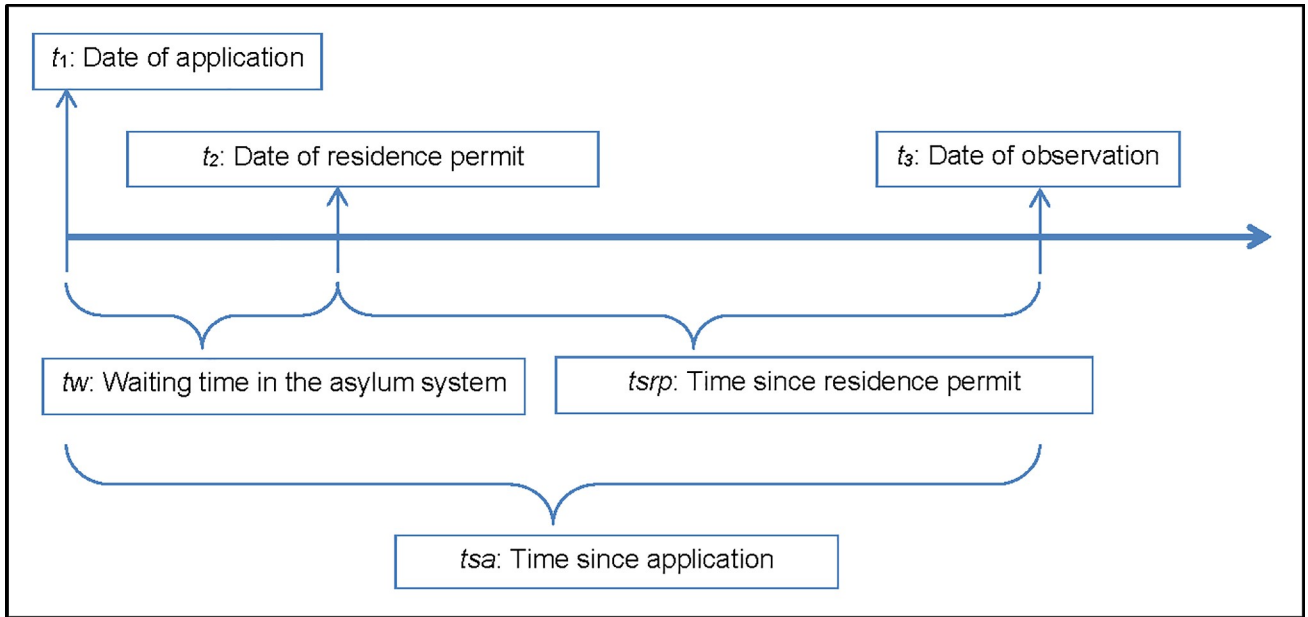 t₁: Date of application
t₂: Date of residence permit
t₃: Date of observation
tw: Waiting time in the asylum system
tsrp: Time since residence permit
tsa: Time since application